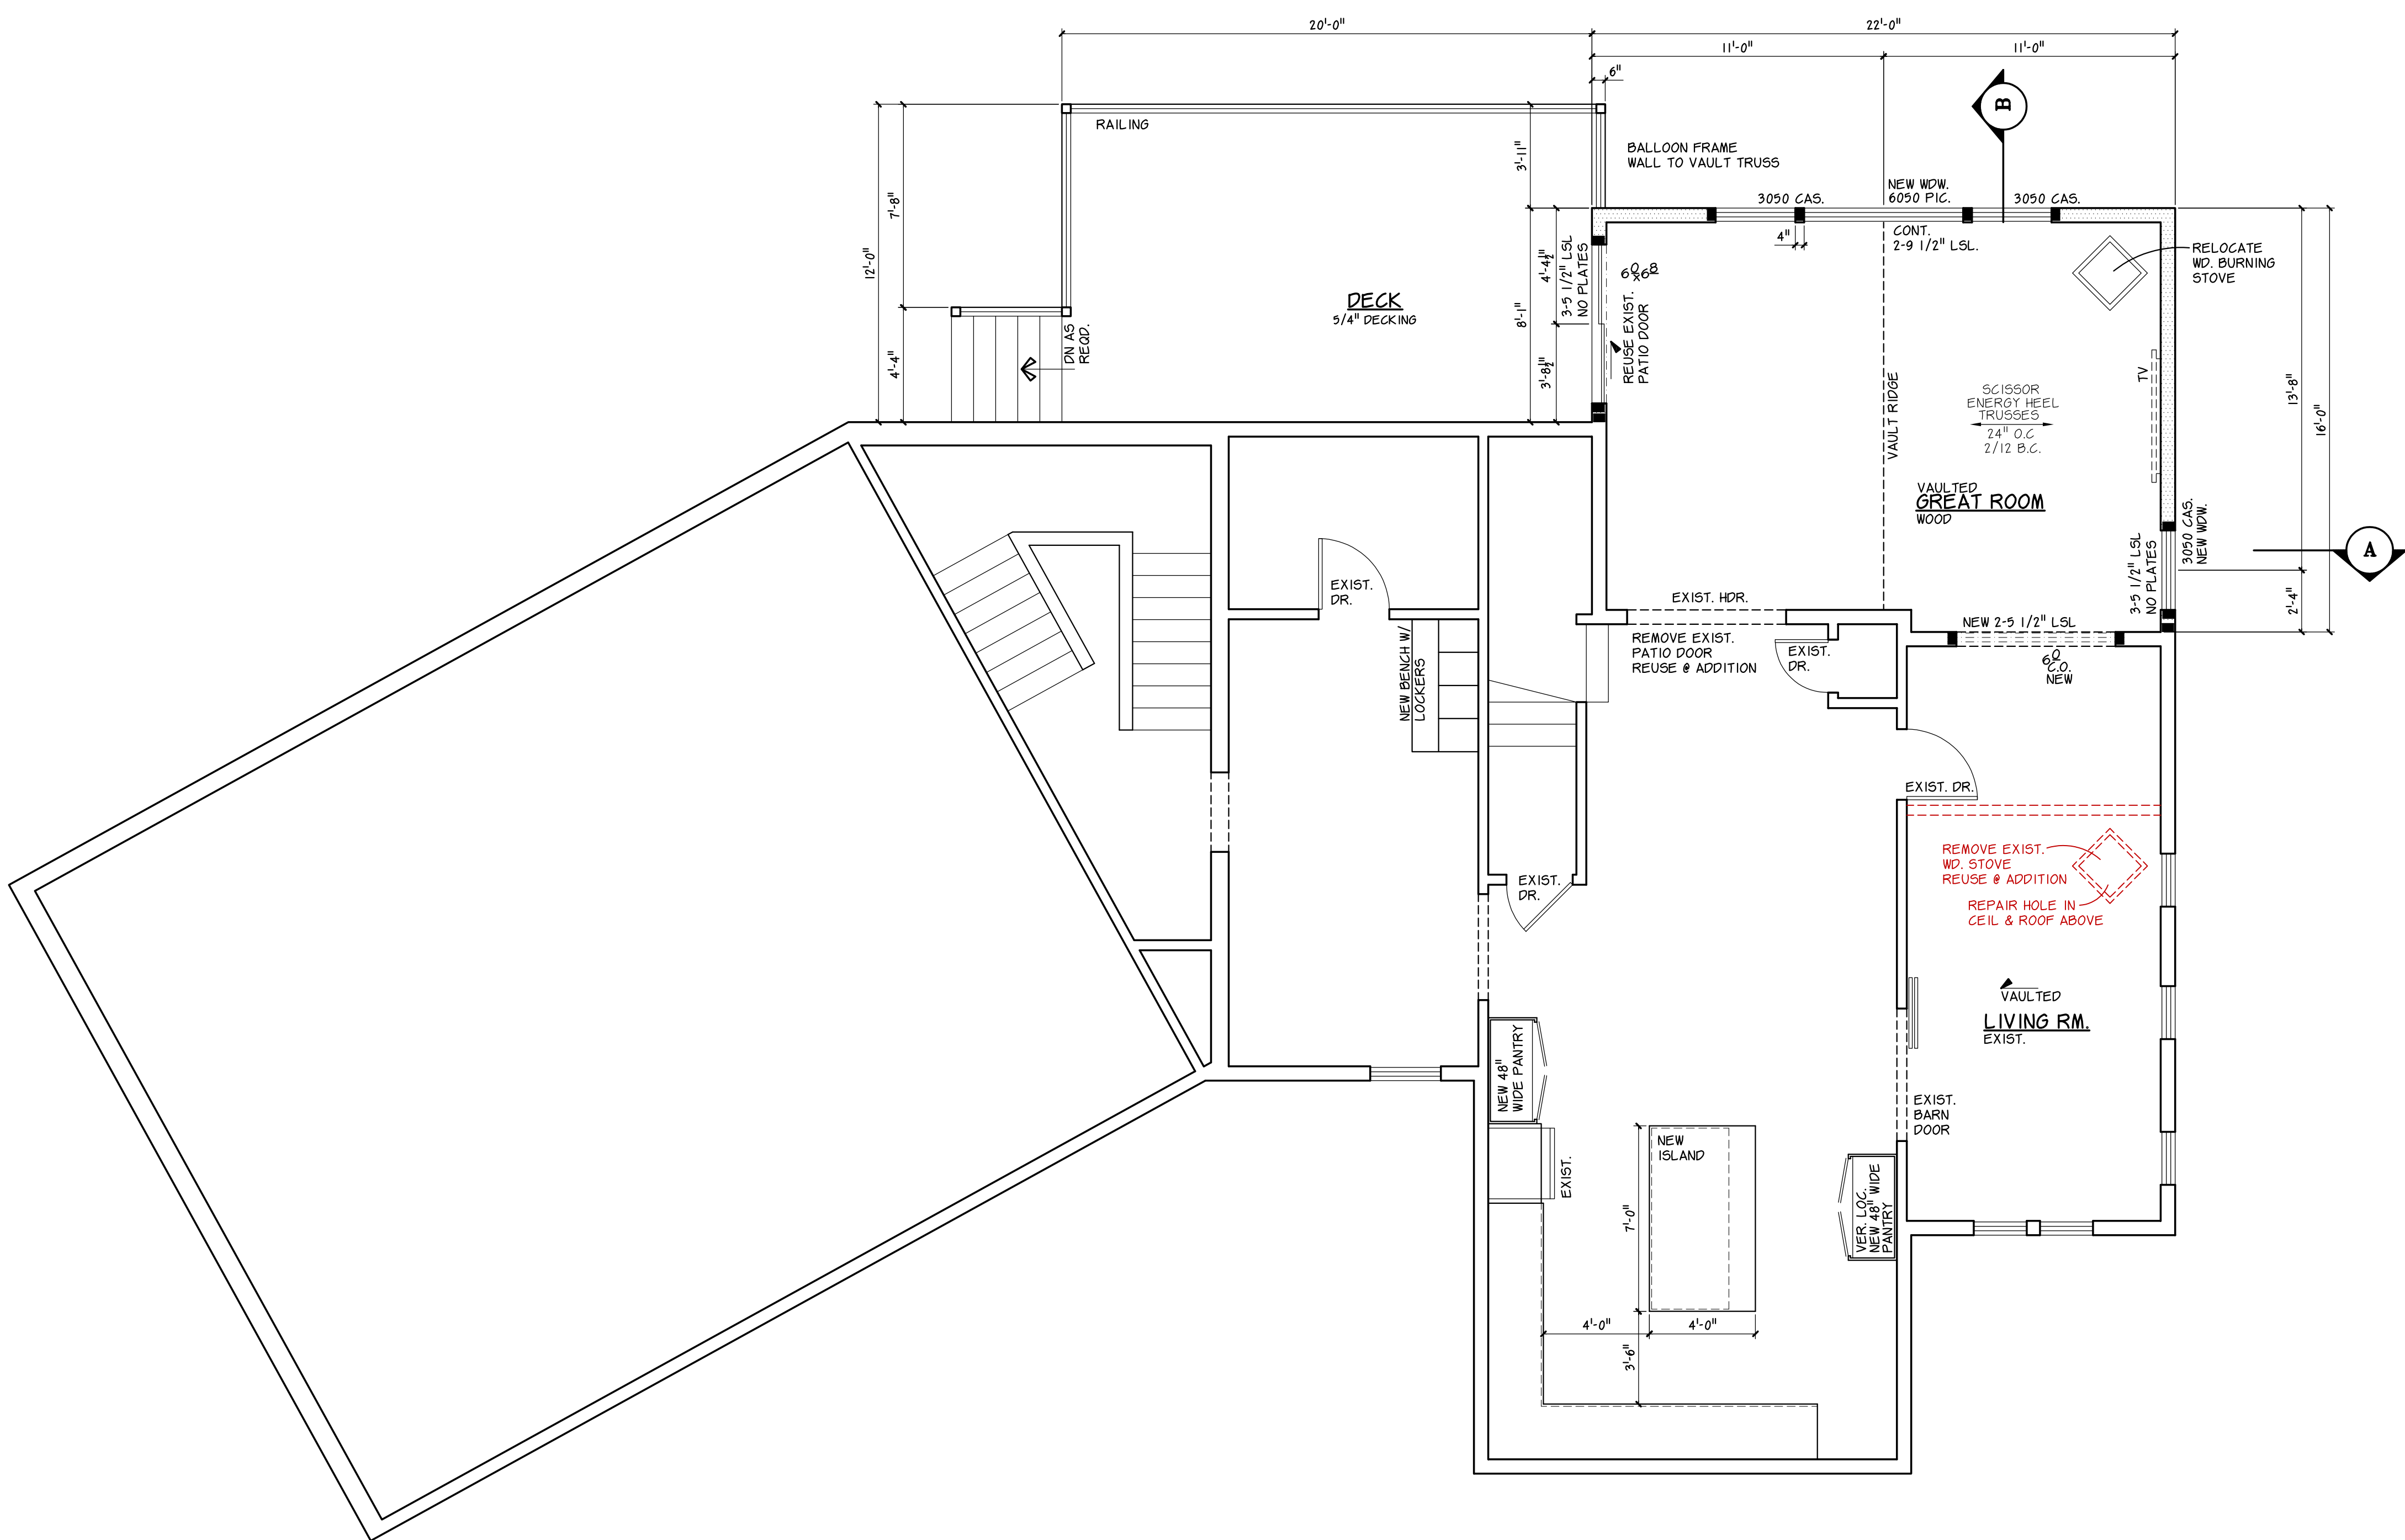 20'-0"
22'-0"
11'-0"
11'-0"
6"
B
RAILING
BALLOON FRAME
WALL TO VAULT TRUSS
3'-11"
7'-8"
12'-0"
3050 CAS.
NEW WDW.
6050 PIC.
3050 CAS.
4"
CONT.
2-9 1/2" LSL.
RELOCATE
WD. BURNING
STOVE
4'-4 1/2"
3-5 1/2" LSL
NO PLATES
6⁰x6⁸
DECK
5/4" DECKING
8'-1"
REUSE EXIST.
PATIO DOOR
DN AS
REQD.
4'-4"
3'-8 1/2"
VAULT RIDGE
SCISSOR
ENERGY HEEL
TRUSSES
24" O.C
2/12 B.C.
TV
13'-8"
16'-0"
VAULTED
GREAT ROOM
WOOD
3050 CAS.
NEW WDW.
3-5 1/2" LSL
NO PLATES
A
2'-4"
EXIST.
DR.
EXIST. HDR.
NEW 2-5 1/2" LSL
REMOVE EXIST.
PATIO DOOR
REUSE @ ADDITION
EXIST.
DR.
6⁰
C.O.
NEW
NEW BENCH W/
LOCKERS
EXIST. DR.
REMOVE EXIST.
WD. STOVE
REUSE @ ADDITION
REPAIR HOLE IN
CEIL & ROOF ABOVE
EXIST.
DR.
VAULTED
LIVING RM.
EXIST.
NEW 48"
WIDE PANTRY
EXIST.
BARN
DOOR
NEW
ISLAND
EXIST.
VER. LOC.
NEW 48" WIDE
PANTRY
7'-0"
4'-0"
4'-0"
3'-6"